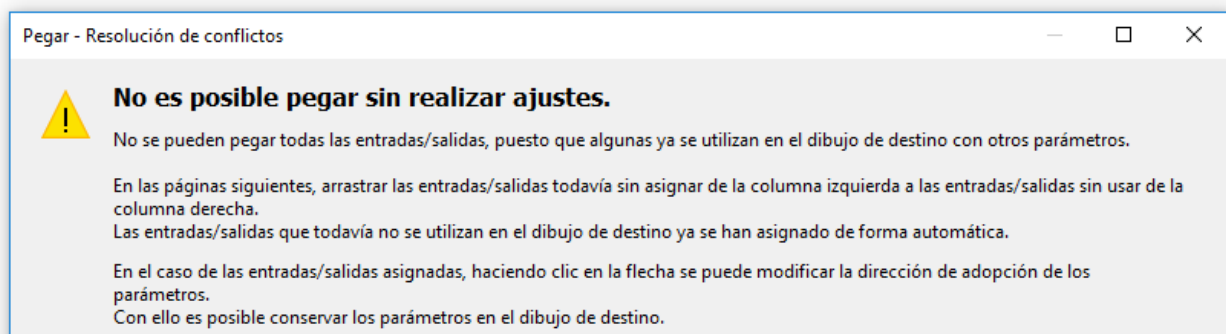 Pegar - Resolución de conflictos
No es posible pegar sin realizar ajustes.
No se pueden pegar todas las entradas/salidas, puesto que algunas ya se utilizan en el dibujo de destino con otros parámetros.
En las páginas siguientes, arrastrar las entradas/salidas todavía sin asignar de la columna izquierda a las entradas/salidas sin usar de la
columna derecha.
Las entradas/salidas que todavía no se utilizan en el dibujo de destino ya se han asignado de forma automática.
En el caso de las entradas/salidas asignadas, haciendo clic en la flecha se puede modificar la dirección de adopción de los
parámetros.
Con ello es posible conservar los parámetros en el dibujo de destino.